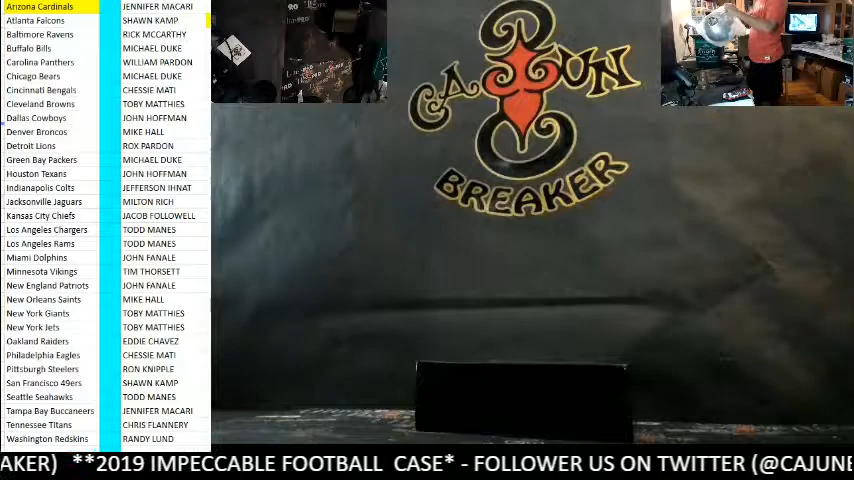 Arizona Cardinals JENNIFER MACARI
Atlanta Falcons SHAWN KAMP
Baltimore Ravens RICK MCCARTHY
Buffalo Bills MICHAEL DUKE
Carolina Panthers WILLIAM PARDON
Chicago Bears MICHAEL DUKE
Cincinnati Bengals CHESSIE MATI
Cleveland Browns TOBY MATTHIES
Dallas Cowboys JOHN HOFFMAN
Denver Broncos MIKE HALL
Detroit Lions ROX PARDON
Green Bay Packers MICHAEL DUKE
Houston Texans JOHN HOFFMAN
Indianapolis Colts JEFFERSON IHNAT
Jacksonville Jaguars MILTON RICH
Kansas City Chiefs JACOB FOLLOWELL
Los Angeles Chargers TODD MANES
Los Angeles Rams TODD MANES
Miami Dolphins JOHN FANALE
Minnesota Vikings TIM THORSETT
New England Patriots JOHN FANALE
New Orleans Saints MIKE HALL
New York Giants TOBY MATTHIES
New York Jets TOBY MATTHIES
Oakland Raiders EDDIE CHAVEZ
Philadelphia Eagles CHESSIE MATI
Pittsburgh Steelers RON KNIPPLE
San Francisco 49ers SHAWN KAMP
Seattle Seahawks TODD MANES
Tampa Bay Buccaneers JENNIFER MACARI
Tennessee Titans CHRIS FLANNERY
Washington Redskins RANDY LUND
CAJUN
BREAKER
AKER) **2019 IMPECCABLE FOOTBALL CASE* - FOLLOWER US ON TWITTER (@CAJUNE